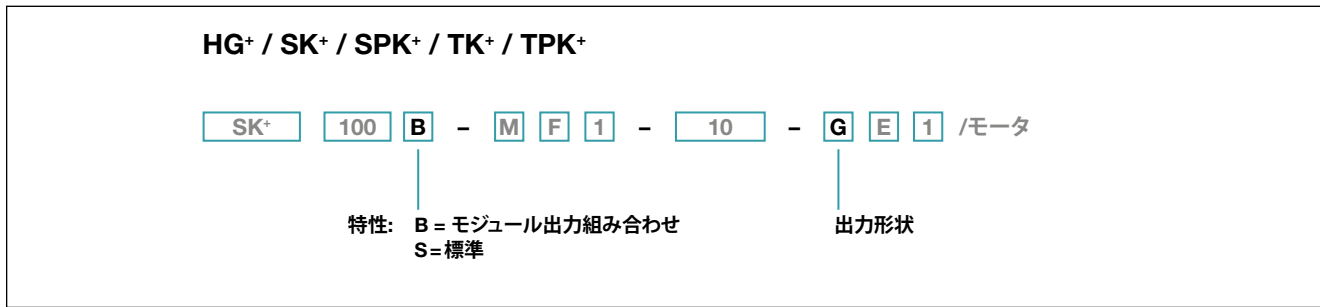 HG+ / SK+ / SPK+ / TK+ / TPK+
SK+ 100 B – M F 1 – 10 – G E 1 /モータ
特性: B = モジュール出力組み合わせ 出力形状
S=標準